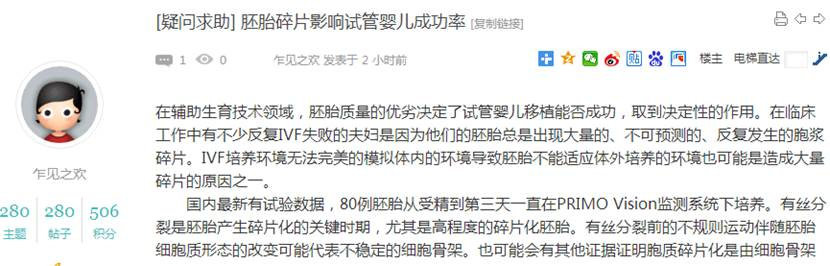 [疑问求助] 胚胎碎片影响试管婴儿成功率 [复制链接]
1 0 乍见之欢 发表于 2 小时前 贴 楼主 电梯直达
在辅助生育技术领域，胚胎质量的优劣决定了试管婴儿移植能否成功，取到决定性的作用。在临床
工作中有不少反复IVF失败的夫妇是因为他们的胚胎总是出现大量的、不可预测的、反复发生的胞浆
碎片。IVF培养环境无法完美的模拟体内的环境导致胚胎不能适应体外培养的环境也可能是造成大量
碎片的原因之一。
乍见之欢
280 280 506
主题 帖子 积分
国内最新有试验数据，80例胚胎从受精到第三天一直在PRIMO Vision监测系统下培养。有丝分
裂是胚胎产生碎片化的关键时期，尤其是高程度的碎片化胚胎。有丝分裂前的不规则运动伴随胚胎
细胞质形态的改变可能代表不稳定的细胞骨架。也可能会有其他证据证明胞质碎片化是由细胞骨架